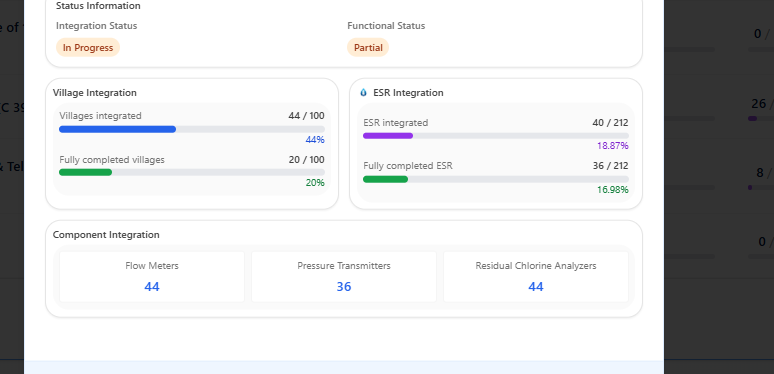 Status Information
Integration Status
Functional Status
In Progress
Partial
Village Integration
Villages integrated 44 / 100
44%
Fully completed villages 20 / 100
20%
ESR Integration
ESR integrated 40 / 212
18.87%
Fully completed ESR 36 / 212
16.98%
Component Integration
Flow Meters
44
Pressure Transmitters
36
Residual Chlorine Analyzers
44
e of
C 39
& Tel
0 /
26 /
8 /
0 /